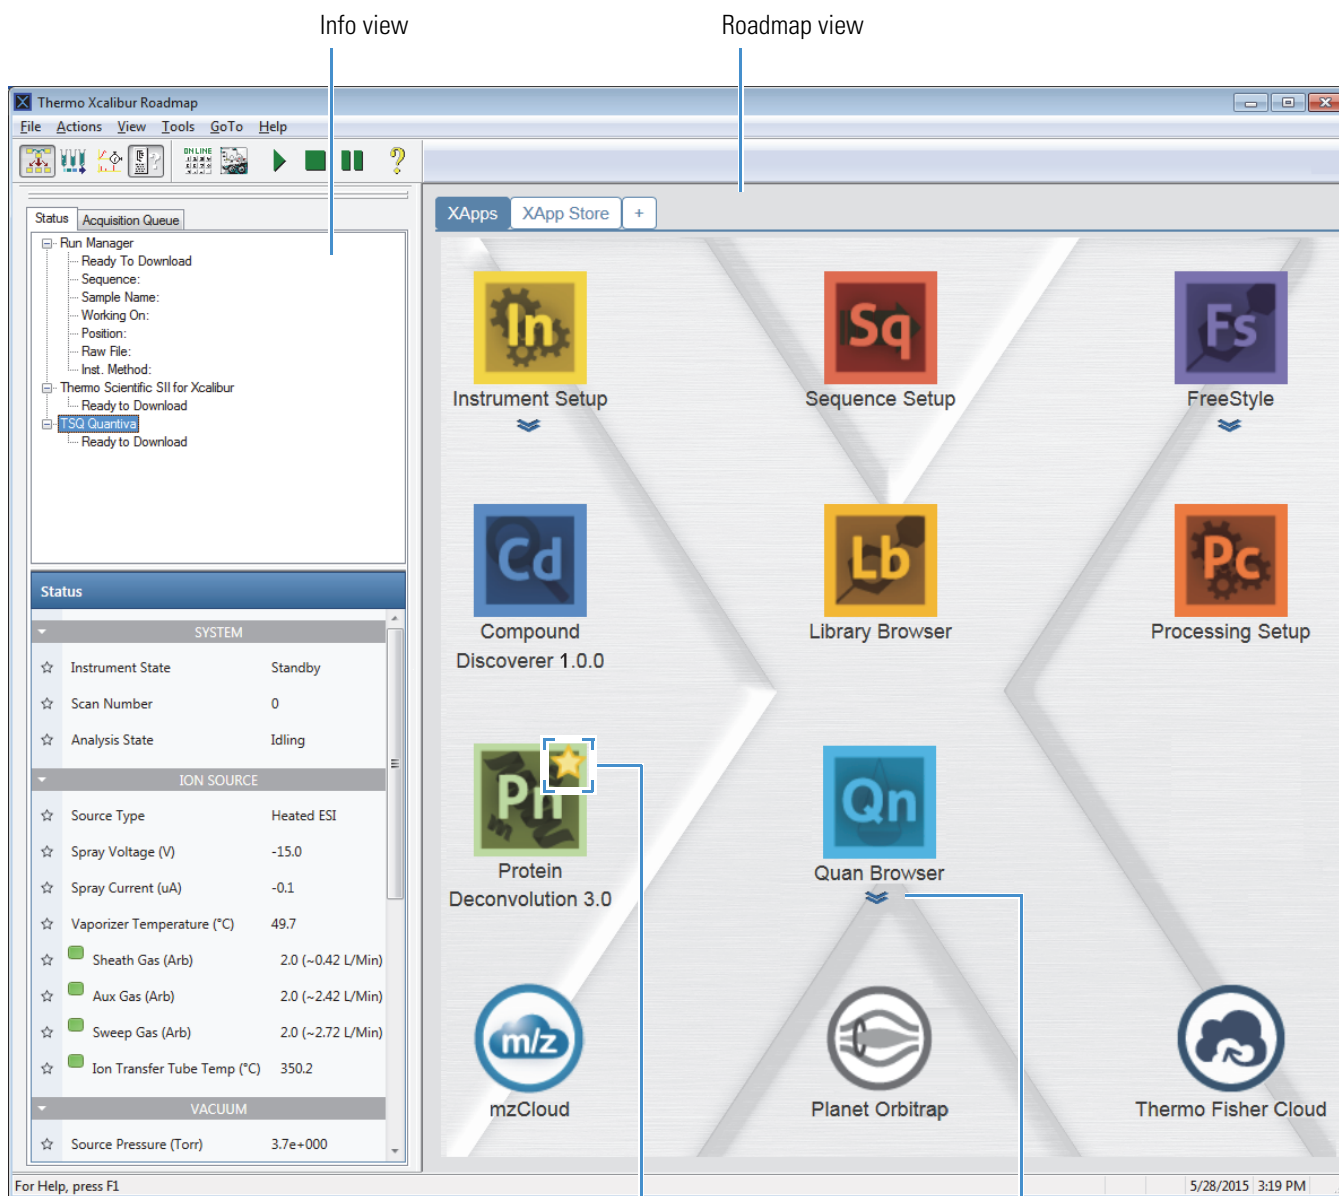 Info view
Roadmap view
Thermo Xcalibur Roadmap
File Actions View Tools GoTo Help
ON LINE
Status Acquisition Queue
Run Manager
Ready To Download
Sequence:
Sample Name:
Working On:
Position:
Raw File:
Inst. Method:
Thermo Scientific SII for Xcalibur
Ready to Download
TSQ Quantiva
Ready to Download
Status
SYSTEM
Instrument State Standby
Scan Number 0
Analysis State Idling
ION SOURCE
Source Type Heated ESI
Spray Voltage (V) -15.0
Spray Current (uA) -0.1
Vaporizer Temperature (°C) 49.7
Sheath Gas (Arb) 2.0 (~0.42 L/Min)
Aux Gas (Arb) 2.0 (~2.42 L/Min)
Sweep Gas (Arb) 2.0 (~2.72 L/Min)
Ion Transfer Tube Temp (°C) 350.2
VACUUM
Source Pressure (Torr) 3.7e+000
XApps XApp Store +
In
Instrument Setup
Sq
Sequence Setup
Fs
FreeStyle
Cd
Compound
Discoverer 1.0.0
Lb
Library Browser
Pc
Processing Setup
Pn
Protein
Deconvolution 3.0
Qn
Quan Browser
m/z
mzCloud
Planet Orbitrap
Thermo Fisher Cloud
For Help, press F1
5/28/2015 3:19 PM